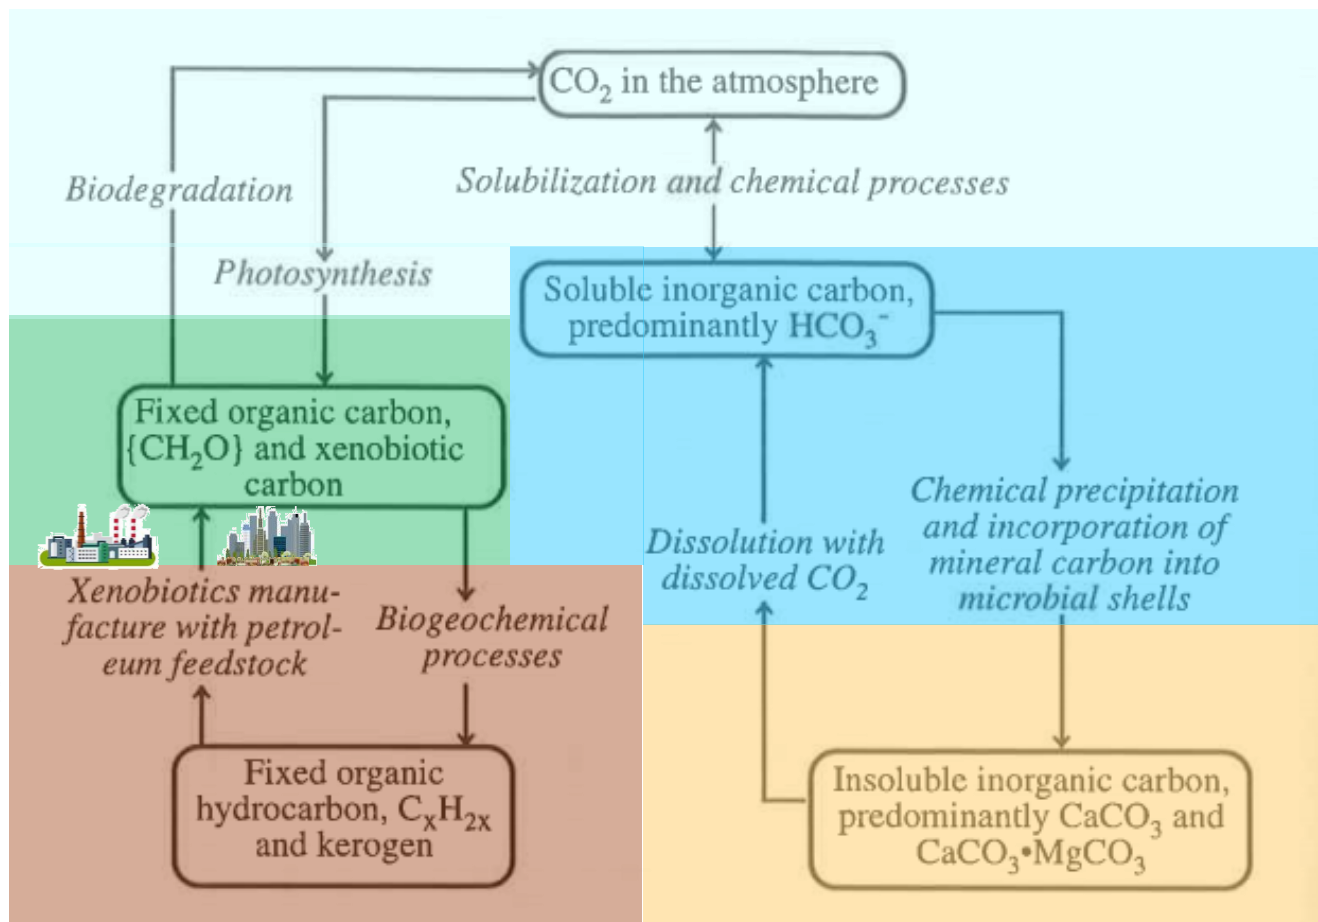 CO₂ in the atmosphere
Biodegradation
Solubilization and chemical processes
Photosynthesis
Soluble inorganic carbon,
predominantly HCO₃⁻
Fixed organic carbon,
{CH₂O} and xenobiotic
carbon
Chemical precipitation
and incorporation of
mineral carbon into
microbial shells
Dissolution with
dissolved CO₂
Xenobiotics manu-
facture with petrol-
eum feedstock
Biogeochemical
processes
Fixed organic
hydrocarbon, CₓH₂ₓ
and kerogen
Insoluble inorganic carbon,
predominantly CaCO₃ and
CaCO₃•MgCO₃